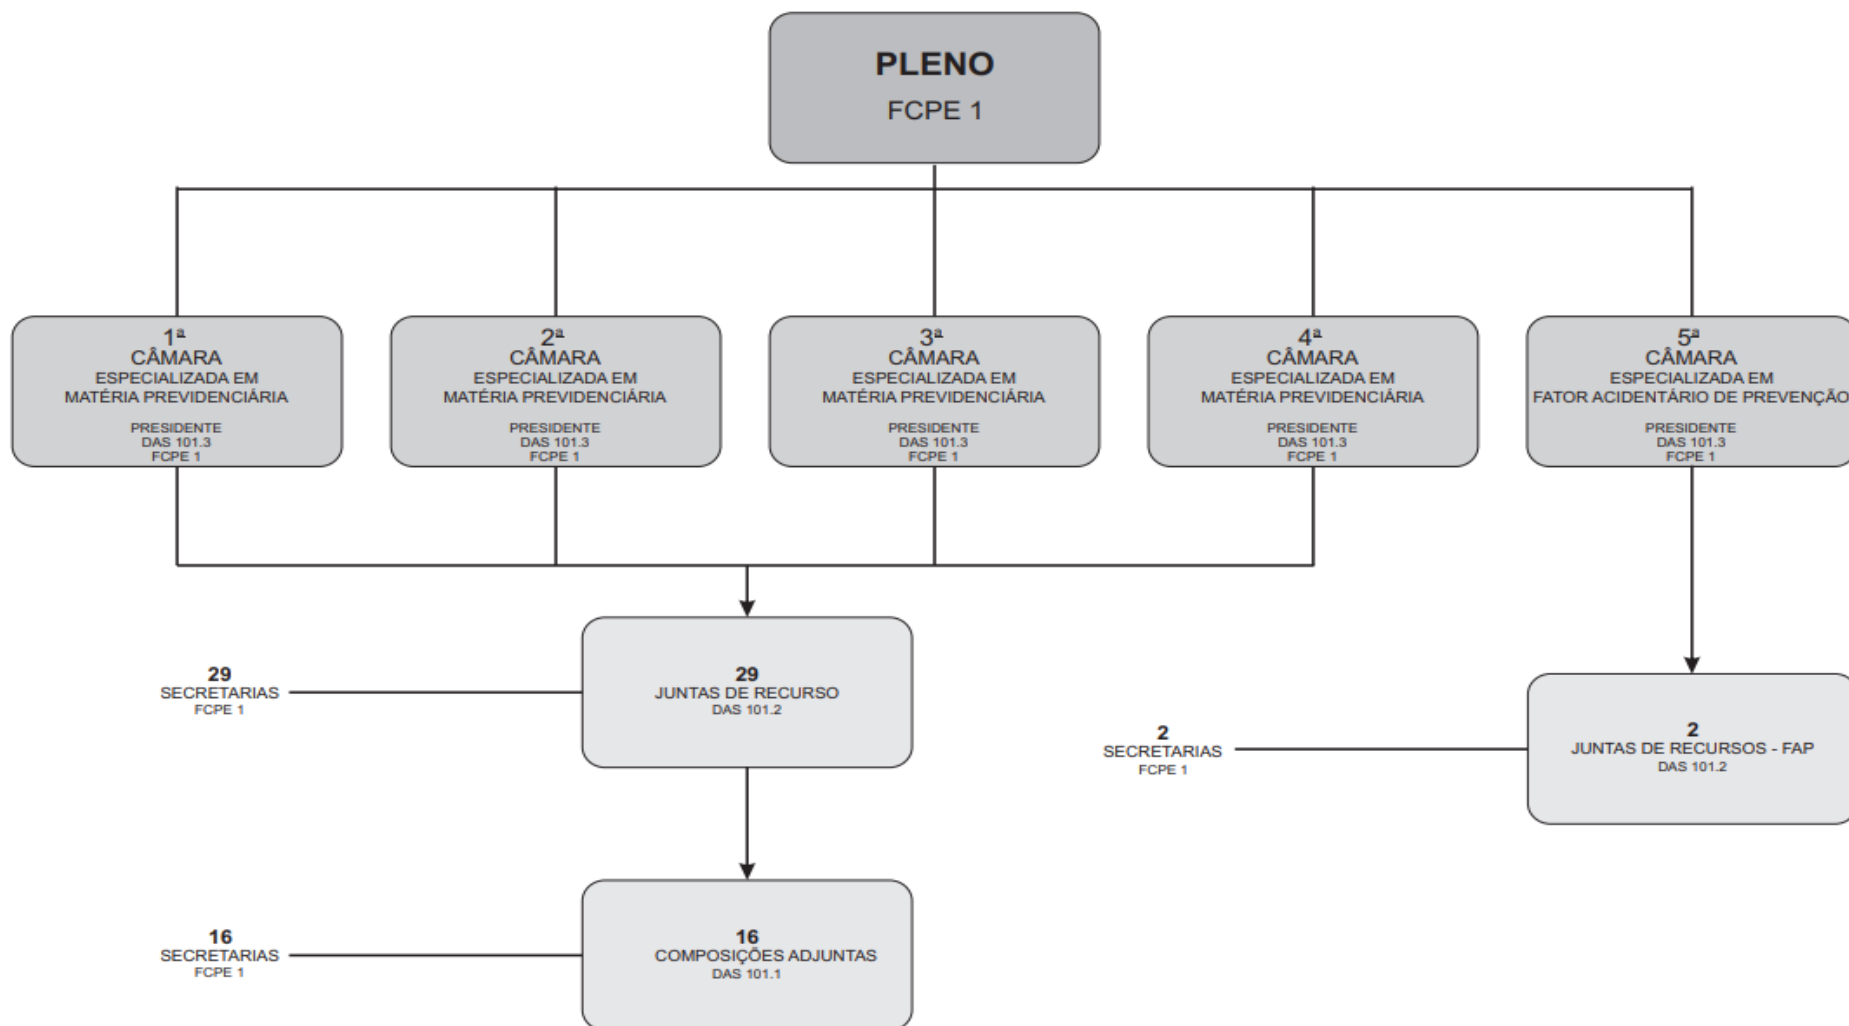 PLENO
FCPE 1
1ª
CÂMARA
ESPECIALIZADA EM
MATÉRIA PREVIDENCIÁRIA
PRESIDENTE
DAS 101.3
FCPE 1
2ª
CÂMARA
ESPECIALIZADA EM
MATÉRIA PREVIDENCIÁRIA
PRESIDENTE
DAS 101.3
FCPE 1
3ª
CÂMARA
ESPECIALIZADA EM
MATÉRIA PREVIDENCIÁRIA
PRESIDENTE
DAS 101.3
FCPE 1
4ª
CÂMARA
ESPECIALIZADA EM
MATÉRIA PREVIDENCIÁRIA
PRESIDENTE
DAS 101.3
FCPE 1
5ª
CÂMARA
ESPECIALIZADA EM
FATOR ACIDENTÁRIO DE PREVENÇÃO
PRESIDENTE
DAS 101.3
FCPE 1
29
SECRETARIAS
FCPE 1
29
JUNTAS DE RECURSO
DAS 101.2
2
SECRETARIAS
FCPE 1
2
JUNTAS DE RECURSOS - FAP
DAS 101.2
16
SECRETARIAS
FCPE 1
16
COMPOSIÇÕES ADJUNTAS
DAS 101.1